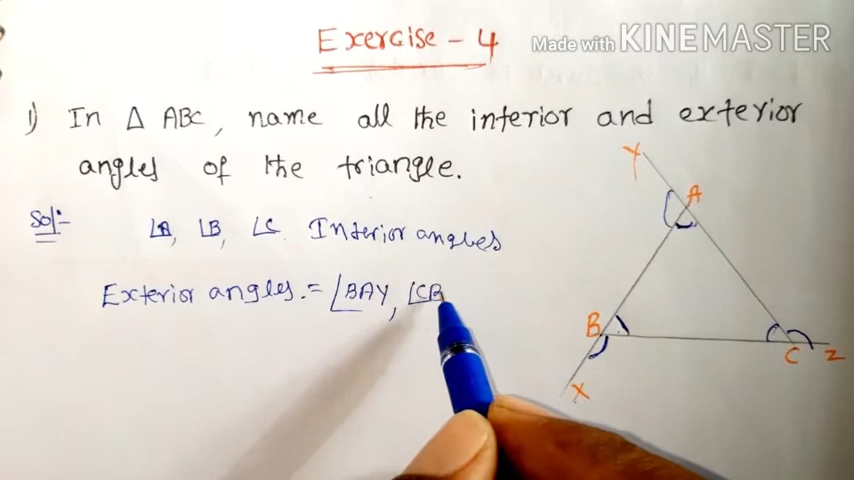 Exercise - 4
Made with KINEMASTER
1) In Δ ABC, name all the interior and exterior
angles of the triangle.
Sol:-
∠A, ∠B, ∠C Interior angles
Exterior angles. = ∠BAY, ∠CB
Y
A
B
C
Z
X